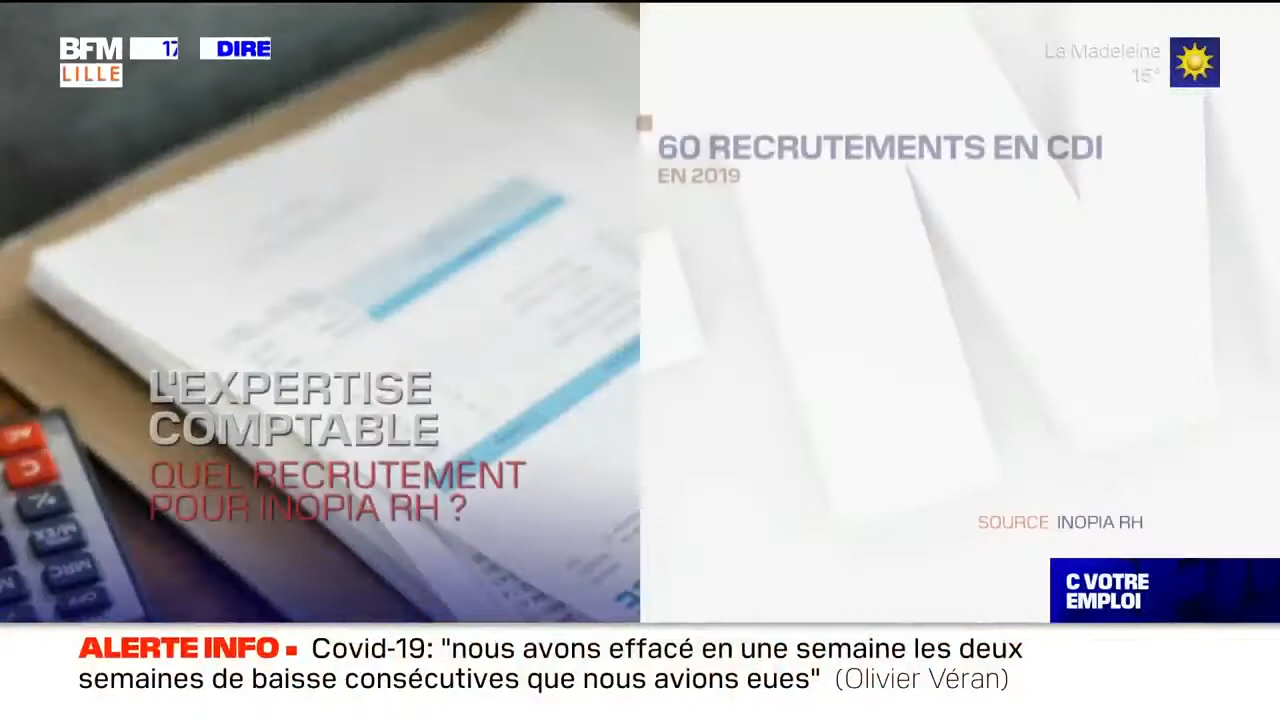 BFM
LILLE
17
DIRE
La Madeleine
15°
60 RECRUTEMENTS EN CDI
EN 2019
L'EXPERTISE
COMPTABLE
QUEL RECRUTEMENT
POUR INOPIA RH ?
SOURCE INOPIA RH
C VOTRE
EMPLOI
ALERTE INFO ▪ Covid-19: "nous avons effacé en une semaine les deux
semaines de baisse consécutives que nous avions eues" (Olivier Véran)